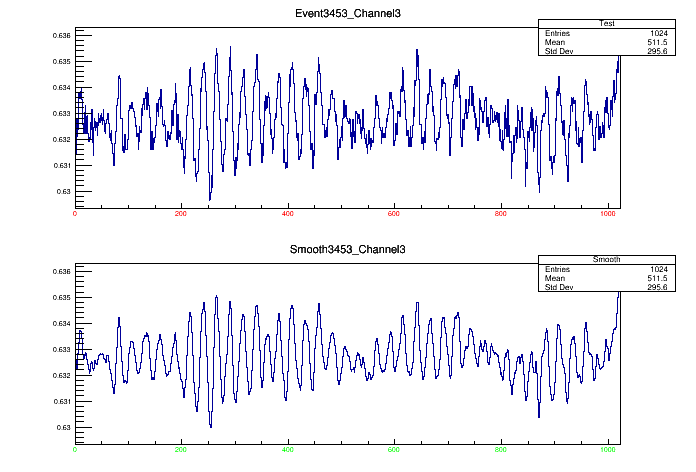 Event3453_Channel3
Test
Entries 1024
Mean 511.5
Std Dev 295.6
0.636
0.635
0.634
0.633
0.632
0.631
0.63
0 200 400 600 800 1000
Smooth3453_Channel3
Smooth
Entries 1024
Mean 511.5
Std Dev 295.6
0.636
0.635
0.634
0.633
0.632
0.631
0.63
0 200 400 600 800 1000